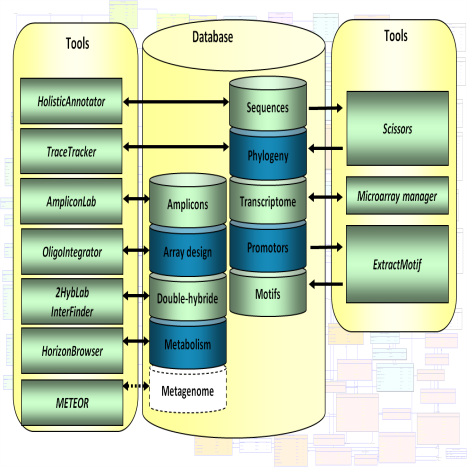 Tools
HolisticAnnotator
TraceTracker
AmpliconLab
OligoIntegrator
2HybLab
InterFinder
HorizonBrowser
METEOR
Database
Sequences
Phylogeny
Amplicons
Transcriptome
Array design
Promotors
Double-hybride
Motifs
Metabolism
Metagenome
Tools
Scissors
Microarray manager
ExtractMotif